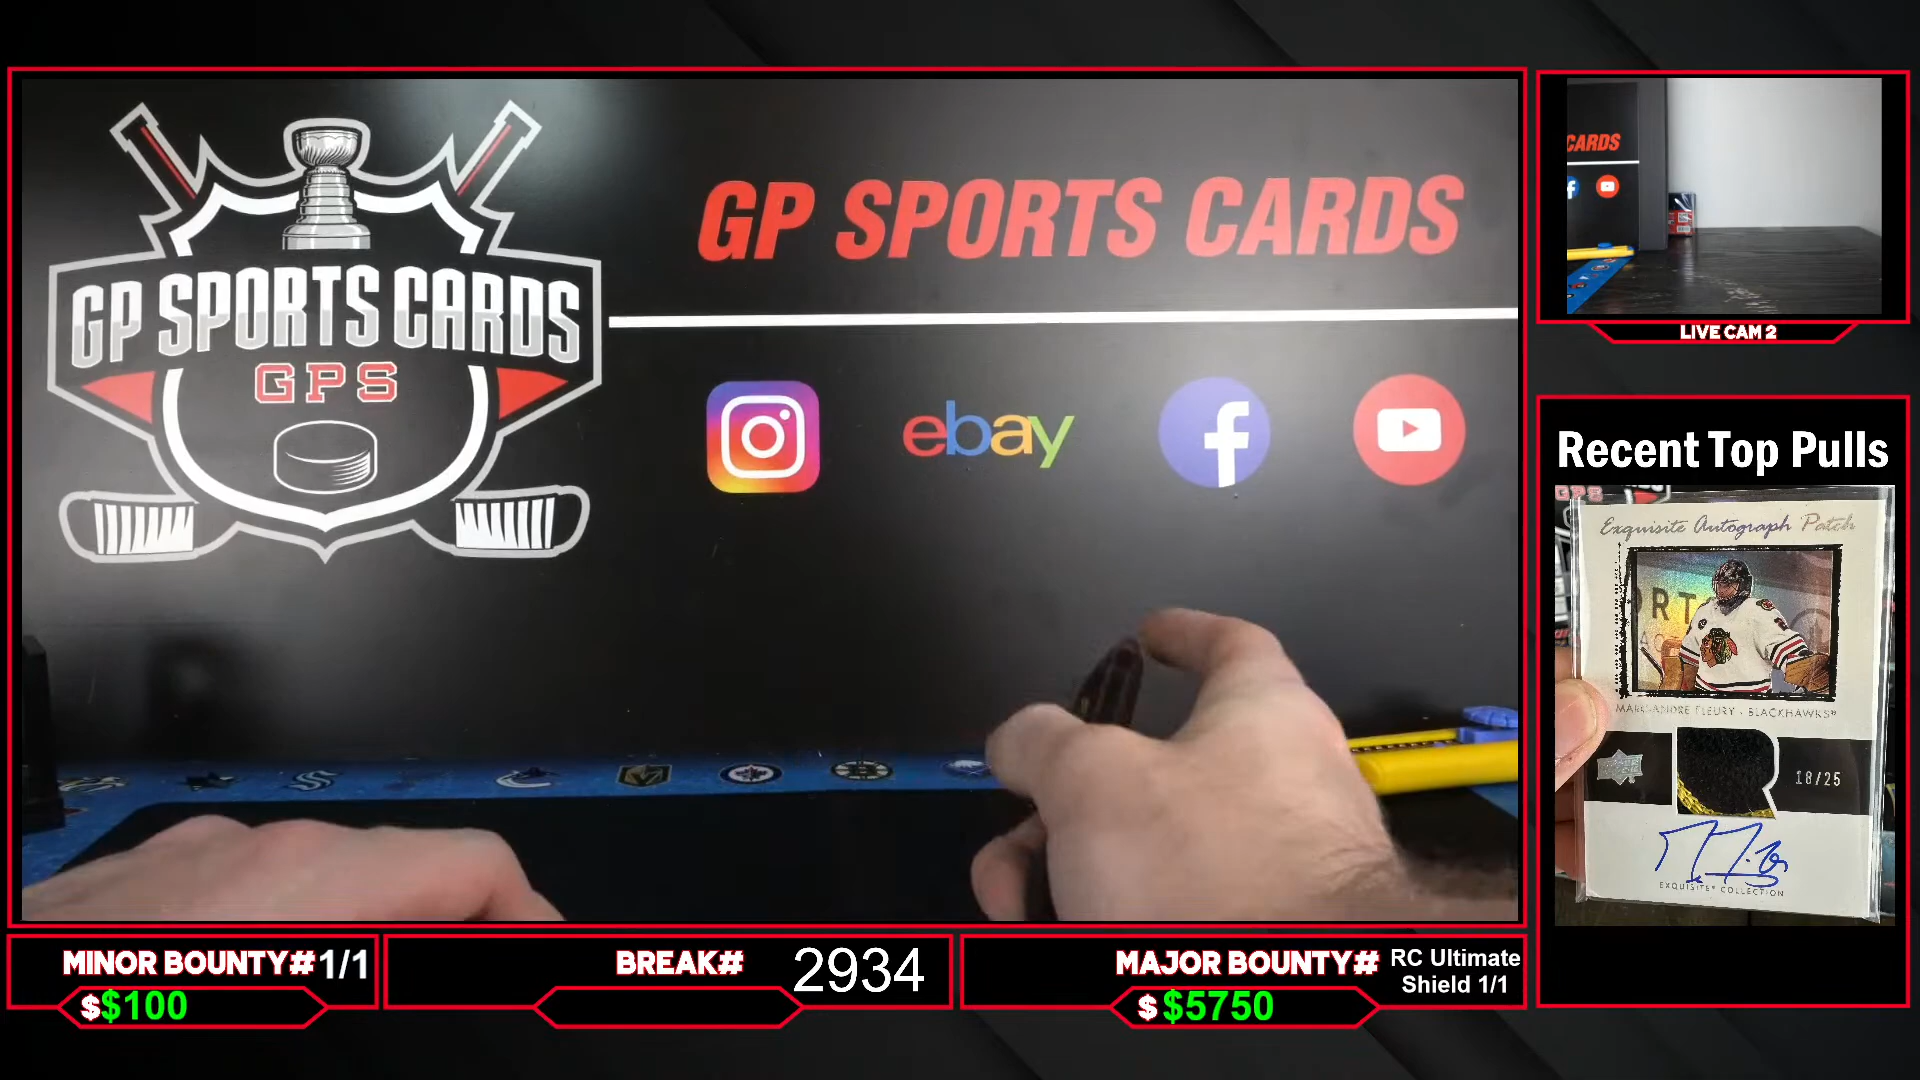 GP SPORTS CARDS
GPS
GP SPORTS CARDS
ebay
CARDS
LIVE CAM 2
Recent Top Pulls
Exquisite Autograph Patch
MARC-ANDRE FLEURY - BLACKHAWKS
18/25
EXQUISITE COLLECTION
MINOR BOUNTY# 1/1
$$100
BREAK# 2934
MAJOR BOUNTY# RC Ultimate
Shield 1/1
$ $5750